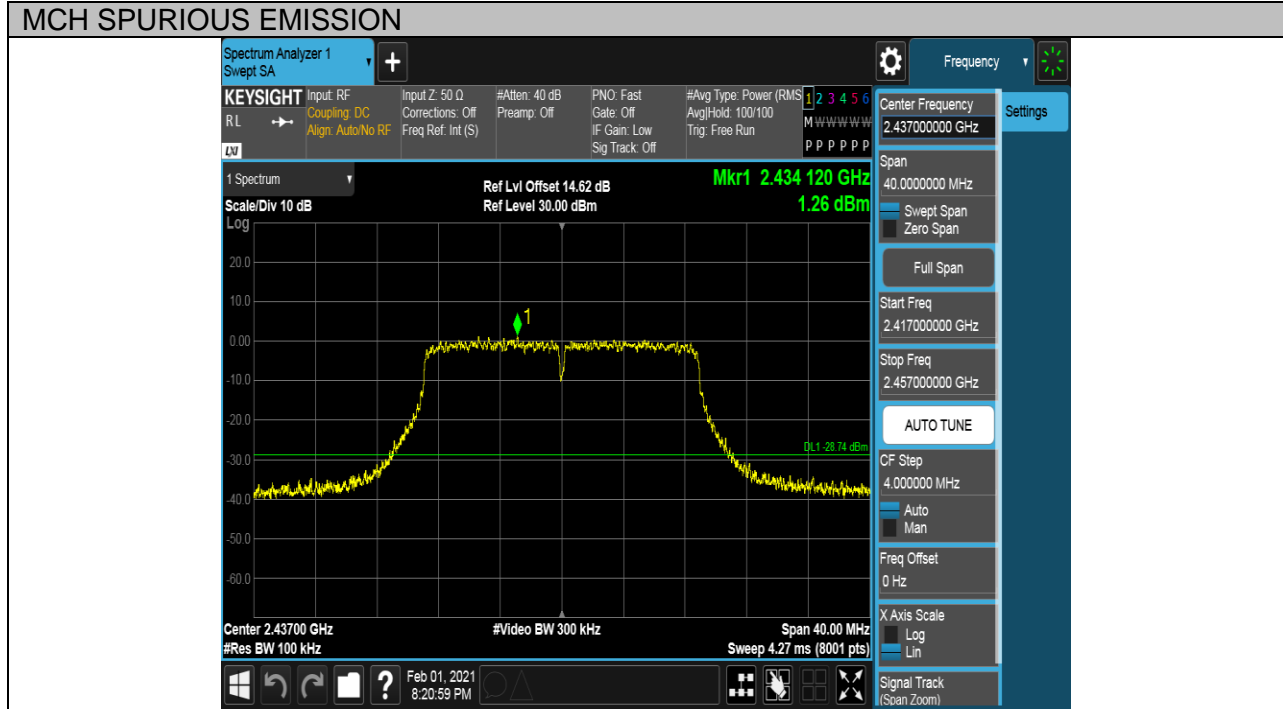 MCH SPURIOUS EMISSION
Spectrum Analyzer 1
Swept SA
Frequency
KEYSIGHT
RL
LXI
Input: RF
Coupling: DC
Align: Auto/No RF
Input Z: 50 Ω
Corrections: Off
Freq Ref: Int (S)
#Atten: 40 dB
Preamp: Off
PNO: Fast
Gate: Off
IF Gain: Low
Sig Track: Off
#Avg Type: Power (RMS
Avg|Hold: 100/100
Trig: Free Run
1 2 3 4 5 6
M W W W W W
P P P P P P
1 Spectrum
Scale/Div 10 dB
Ref Lvl Offset 14.62 dB
Ref Level 30.00 dBm
Mkr1 2.434 120 GHz
1.26 dBm
Log
20.0
10.0
0.00
-10.0
-20.0
-30.0
-40.0
-50.0
-60.0
1
DL1 -28.74 dBm
Center 2.43700 GHz
#Res BW 100 kHz
#Video BW 300 kHz
Span 40.00 MHz
Sweep 4.27 ms (8001 pts)
Feb 01, 2021
8:20:59 PM
?
Center Frequency
2.437000000 GHz
Settings
Span
40.0000000 MHz
Swept Span
Zero Span
Full Span
Start Freq
2.417000000 GHz
Stop Freq
2.457000000 GHz
AUTO TUNE
CF Step
4.000000 MHz
Auto
Man
Freq Offset
0 Hz
X Axis Scale
Log
Lin
Signal Track
(Span Zoom)